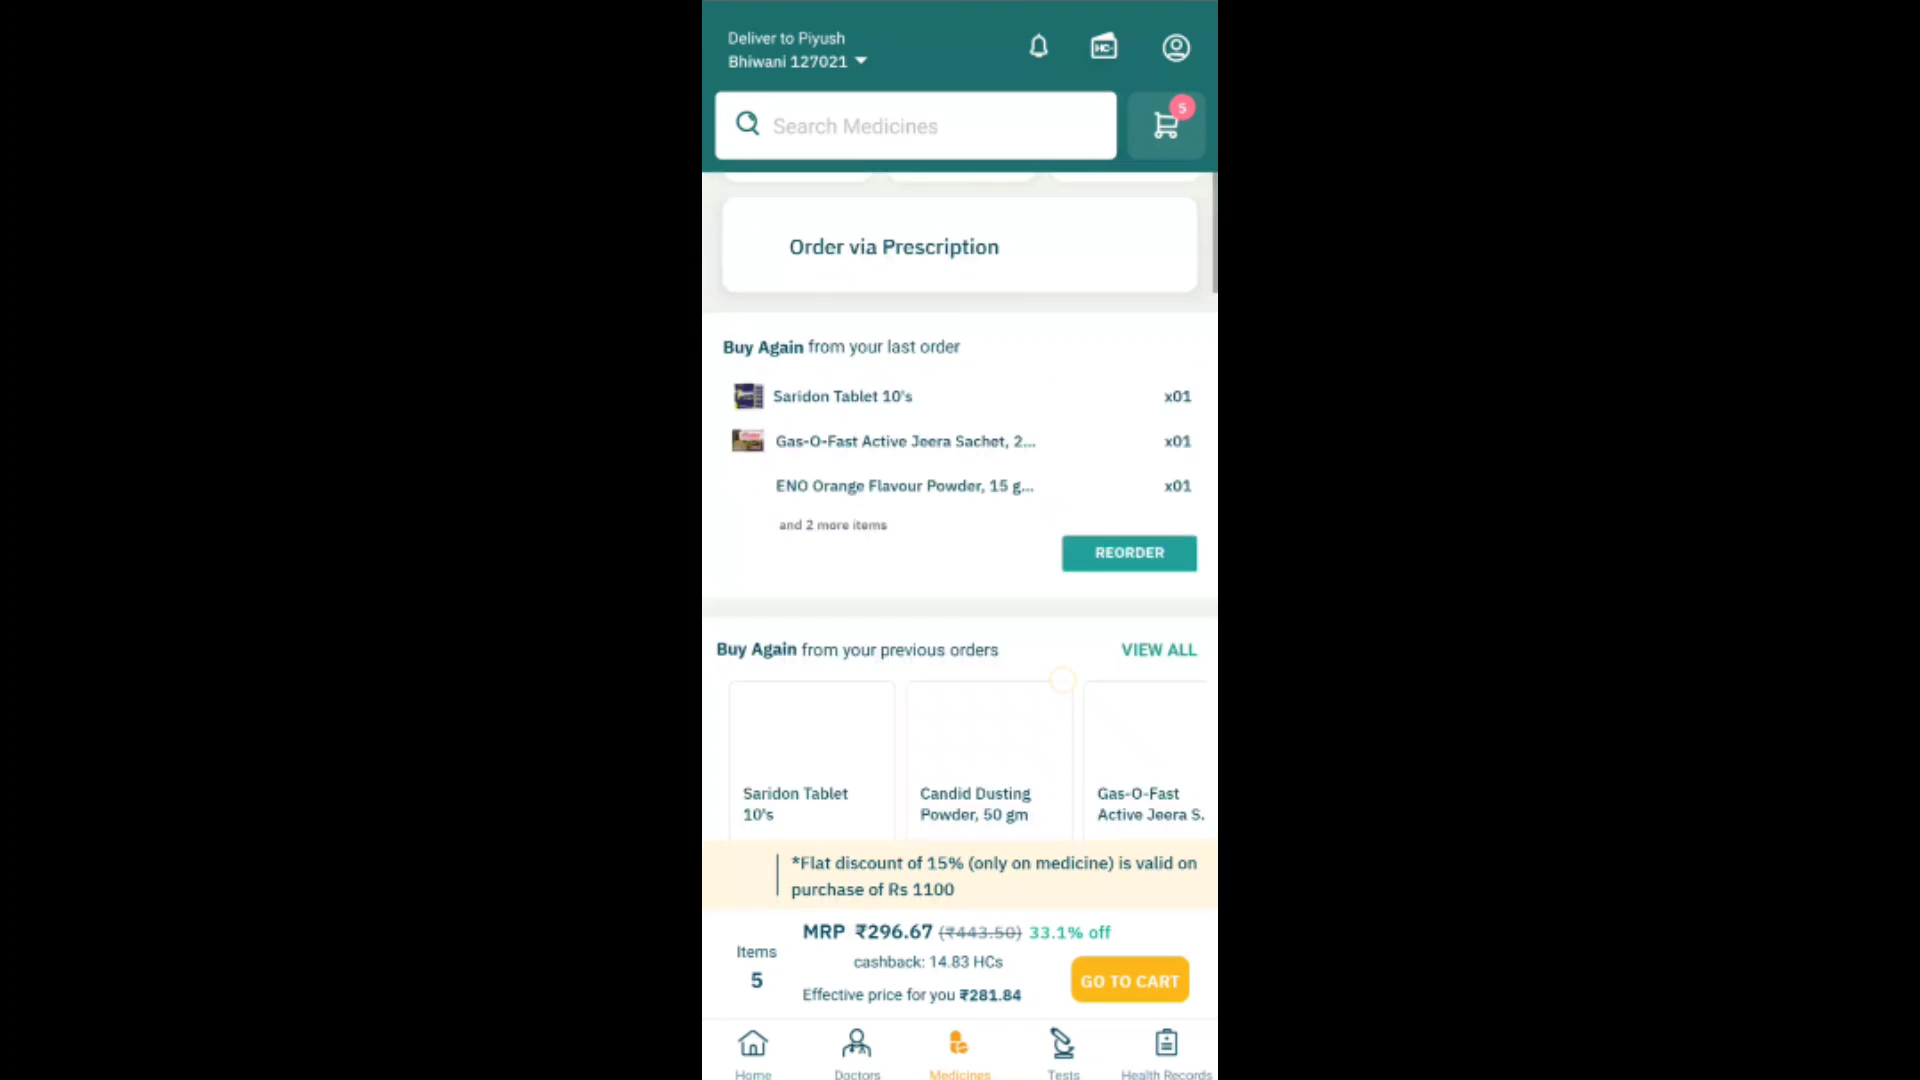 Deliver to Piyush
Bhiwani 127021
HC
Search Medicines
5
Order via Prescription
Buy Again from your last order
Saridon Tablet 10's x01
Gas-O-Fast Active Jeera Sachet, 2... x01
ENO Orange Flavour Powder, 15 g... x01
and 2 more items
REORDER
Buy Again from your previous orders VIEW ALL
Saridon Tablet
10's
Candid Dusting
Powder, 50 gm
Gas-O-Fast
Active Jeera S.
*Flat discount of 15% (only on medicine) is valid on
purchase of Rs 1100
Items
5
MRP ₹296.67 (₹443.50) 33.1% off
cashback: 14.83 HCs
Effective price for you ₹281.84
GO TO CART
Home Doctors Medicines Tests Health Records